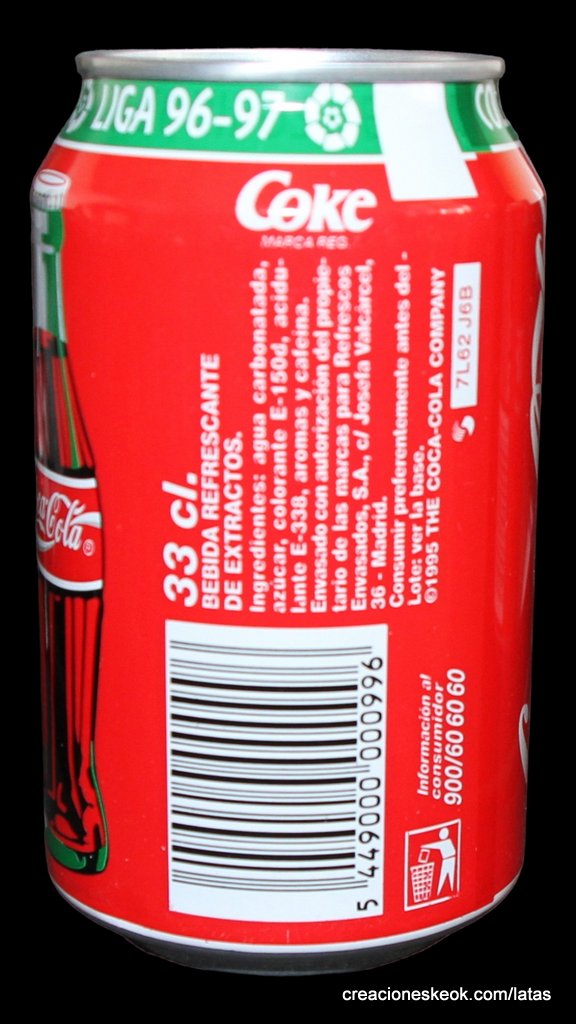 LIGA 96-97
Coke
MARCA REG.
33 cl.
BEBIDA REFRESCANTE
DE EXTRACTOS.
Ingredientes: agua carbonatada,
azúcar, colorante E-150d, acidu-
lante E-338, aromas y cafeína.
Envasado con autorización del propie-
tario de las marcas para Refrescos
Envasados, S.A., c/ Josefa Valcárcel,
36 - Madrid.
Consumir preferentemente antes del -
Lote: ver la base.
©1995 THE COCA-COLA COMPANY
7L62 J6B
Coca-Cola ®
5 449000 000996
Información al
consumidor
900/60 60 60
creacioneskeok.com/latas